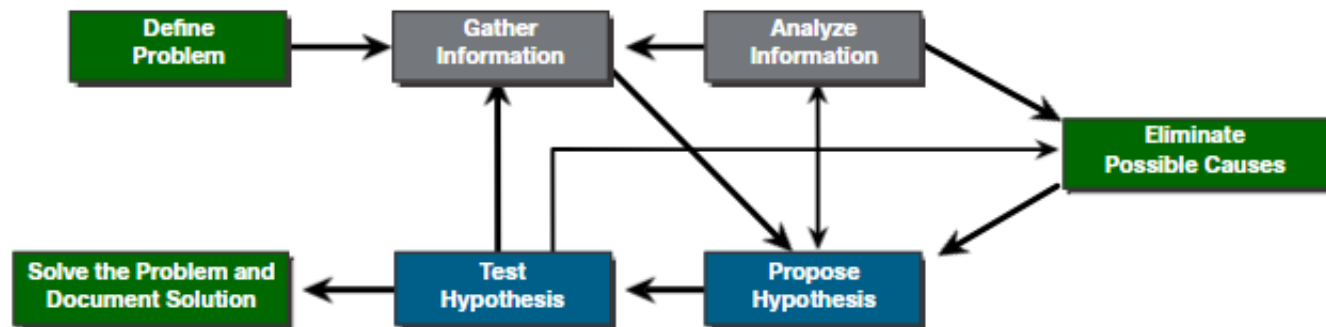 Define
Problem
Gather
Information
Analyze
Information
Eliminate
Possible Causes
Solve the Problem and
Document Solution
Test
Hypothesis
Propose
Hypothesis